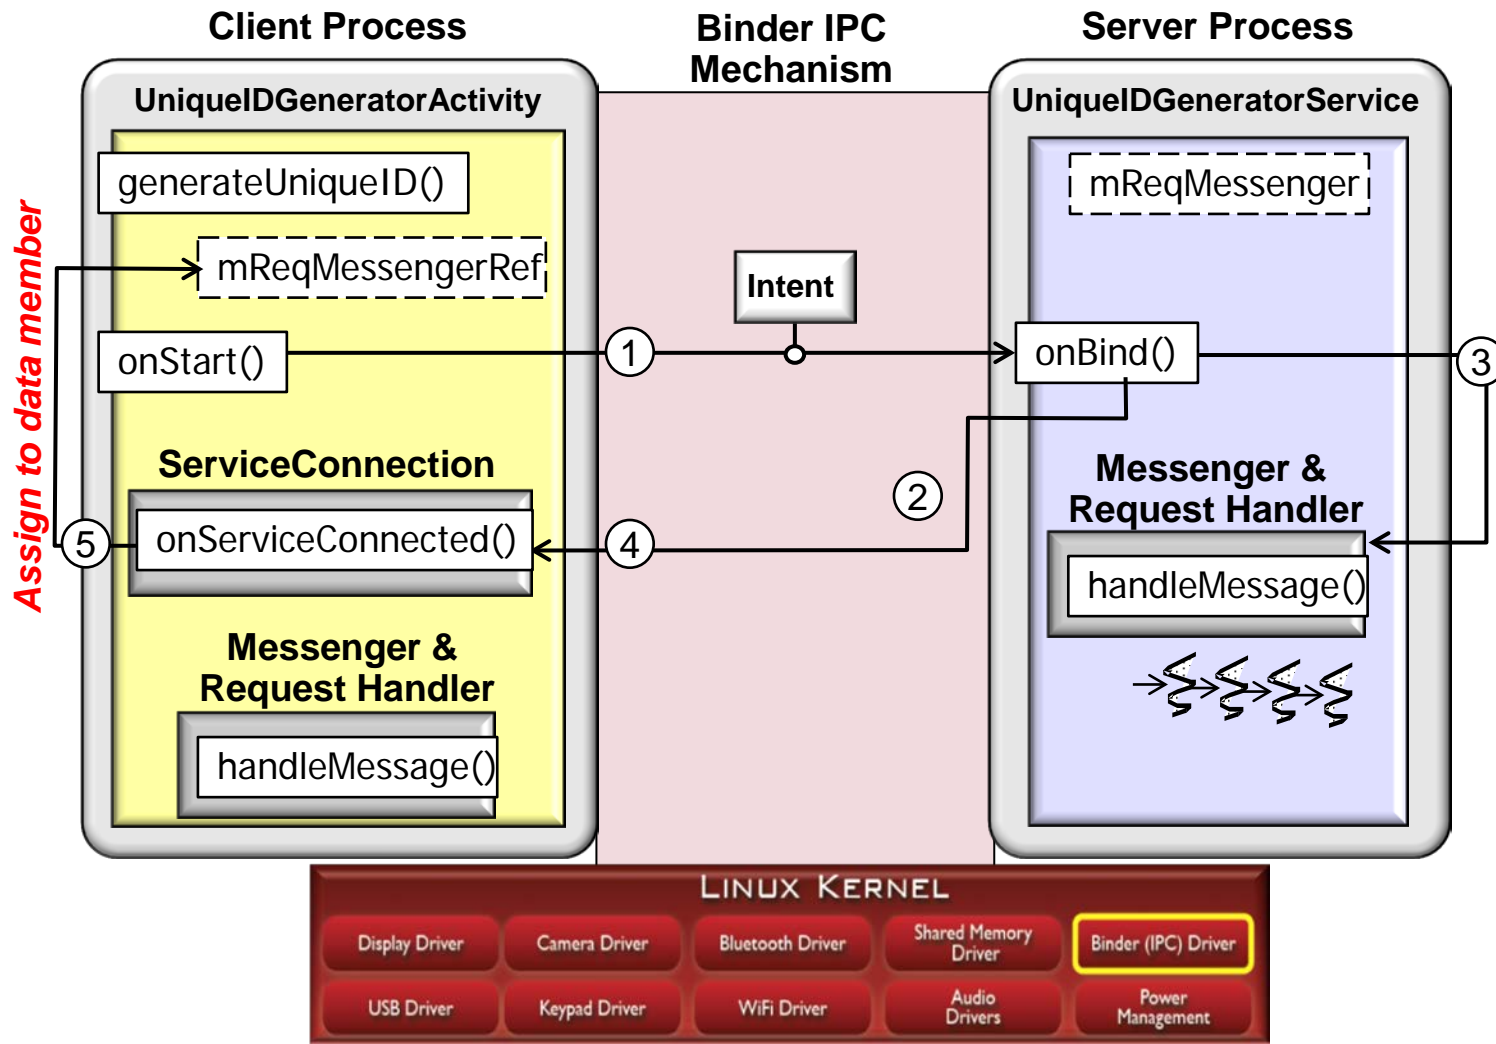 Client Process
Binder IPC
Mechanism
Server Process
UniqueIDGeneratorActivity
UniqueIDGeneratorService
generateUniqueID()
mReqMessenger
mReqMessengerRef
Intent
onStart()
1
onBind()
3
Assign to data member
ServiceConnection
Messenger &
Request Handler
2
onServiceConnected()
5
4
handleMessage()
Messenger &
Request Handler
handleMessage()
LINUX KERNEL
Display Driver
Camera Driver
Bluetooth Driver
Shared Memory
Driver
Binder (IPC) Driver
USB Driver
Keypad Driver
WiFi Driver
Audio
Drivers
Power
Management